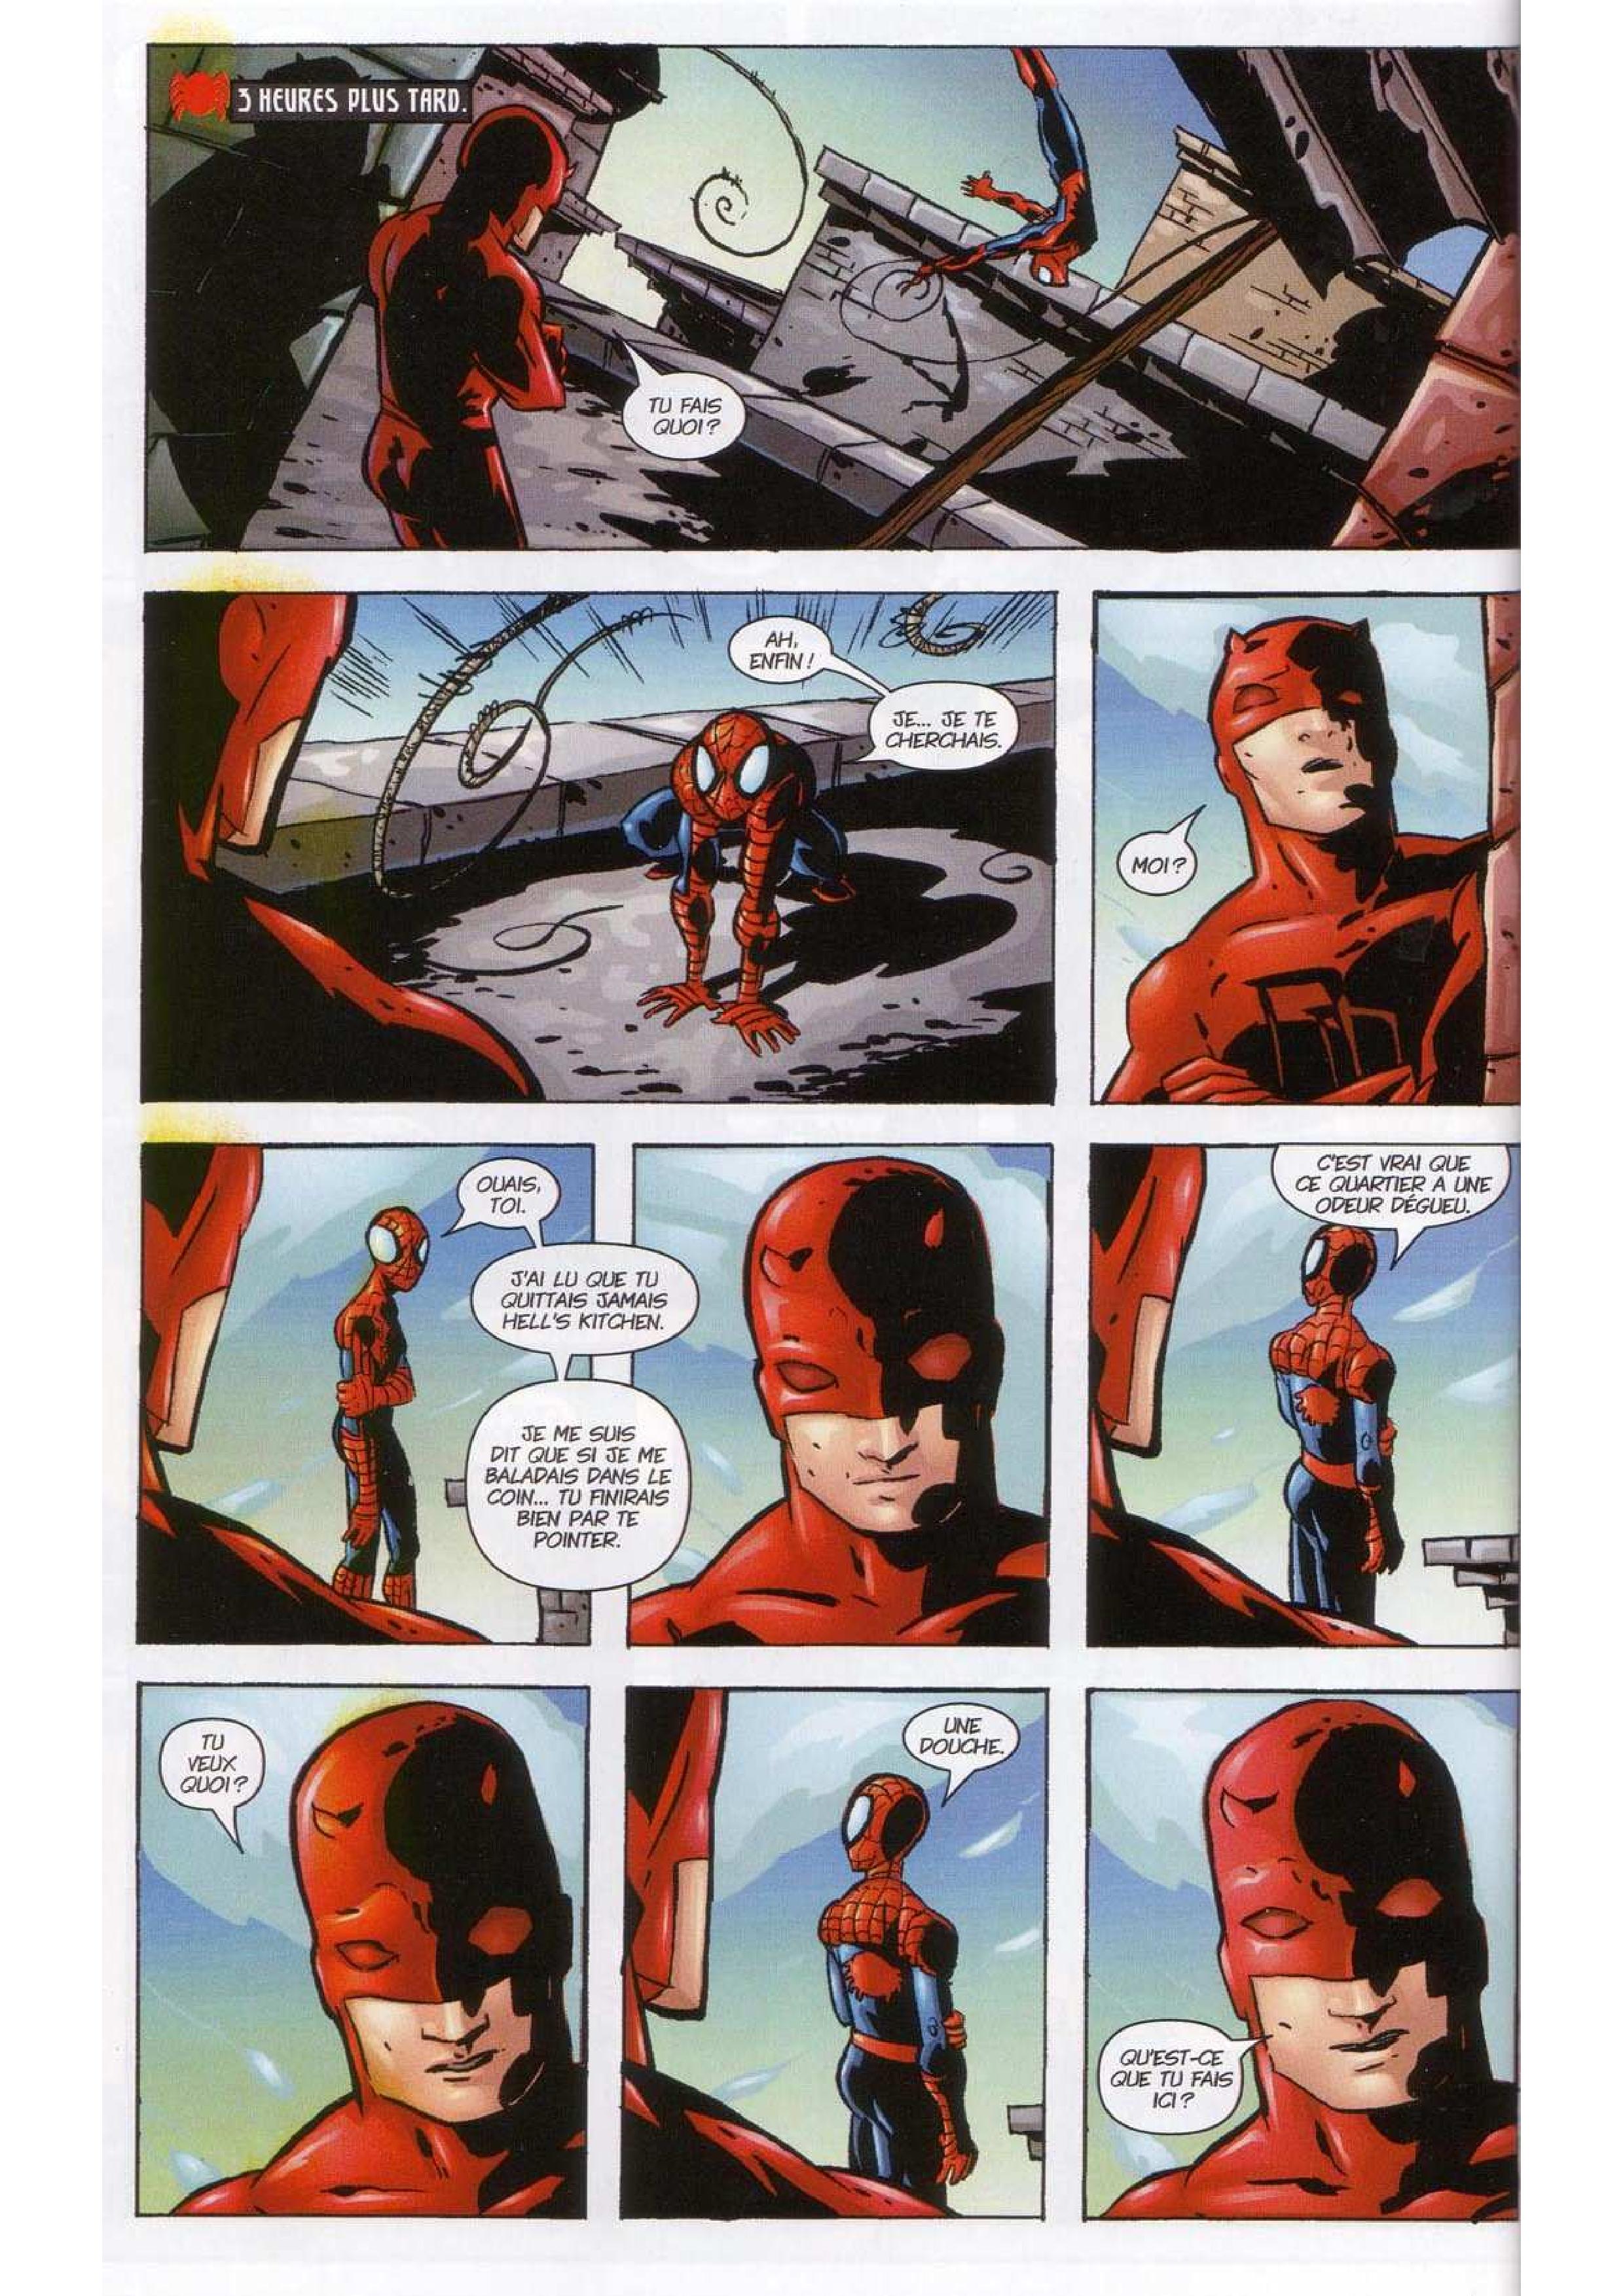 3 HEURES PLUS TARD.
TU FAIS
QUOI?
AH,
ENFIN!
JE... JE TE
CHERCHAIS.
MOI?
OUAIS,
TOI.
J'AI LU QUE TU
QUITTAIS JAMAIS
HELL'S KITCHEN.
JE ME SUIS
DIT QUE SI JE ME
BALADAIS DANS LE
COIN... TU FINIRAIS
BIEN PAR TE
POINTER.
C'EST VRAI QUE
CE QUARTIER A UNE
ODEUR DÉGUEU.
TU
VEUX
QUOI?
UNE
DOUCHE.
QU'EST-CE
QUE TU FAIS
ICI?